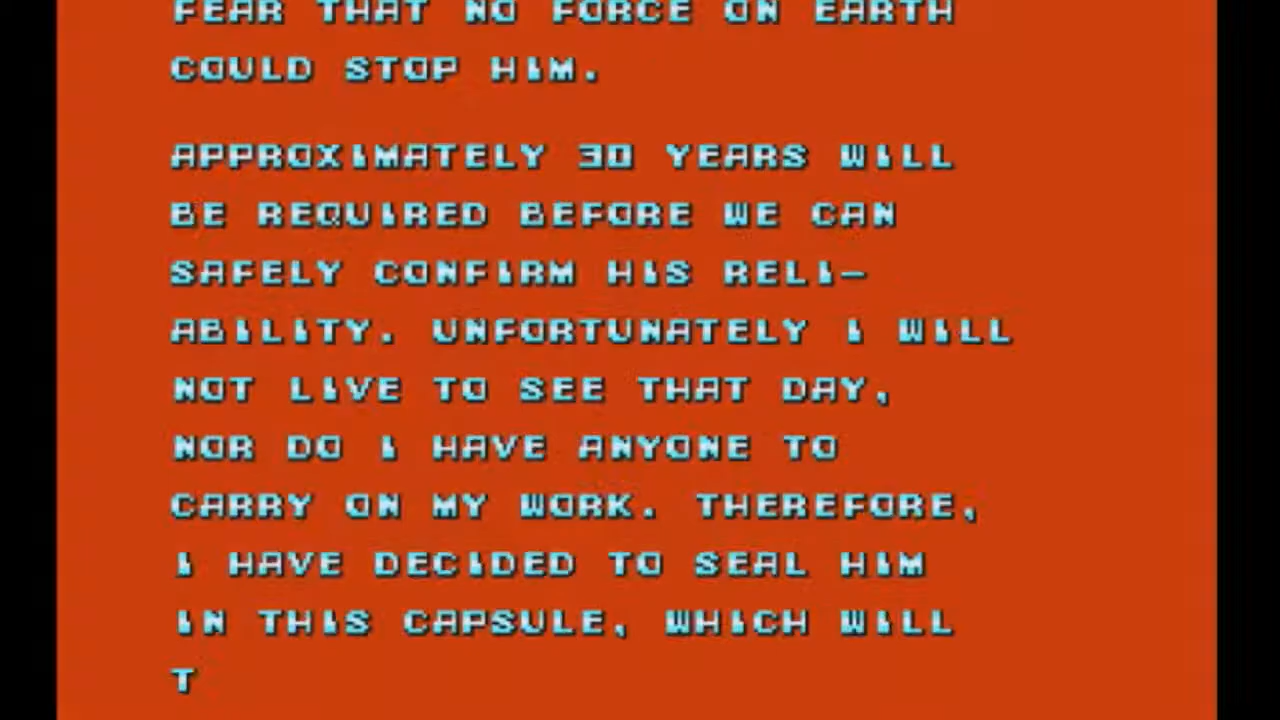 FEAR THAT NO FORCE ON EARTH
COULD STOP HIM.
APPROXIMATELY 30 YEARS WILL
BE REQUIRED BEFORE WE CAN
SAFELY CONFIRM HIS RELI-
ABILITY. UNFORTUNATELY I WILL
NOT LIVE TO SEE THAT DAY,
NOR DO I HAVE ANYONE TO
CARRY ON MY WORK. THEREFORE,
I HAVE DECIDED TO SEAL HIM
IN THIS CAPSULE, WHICH WILL
T